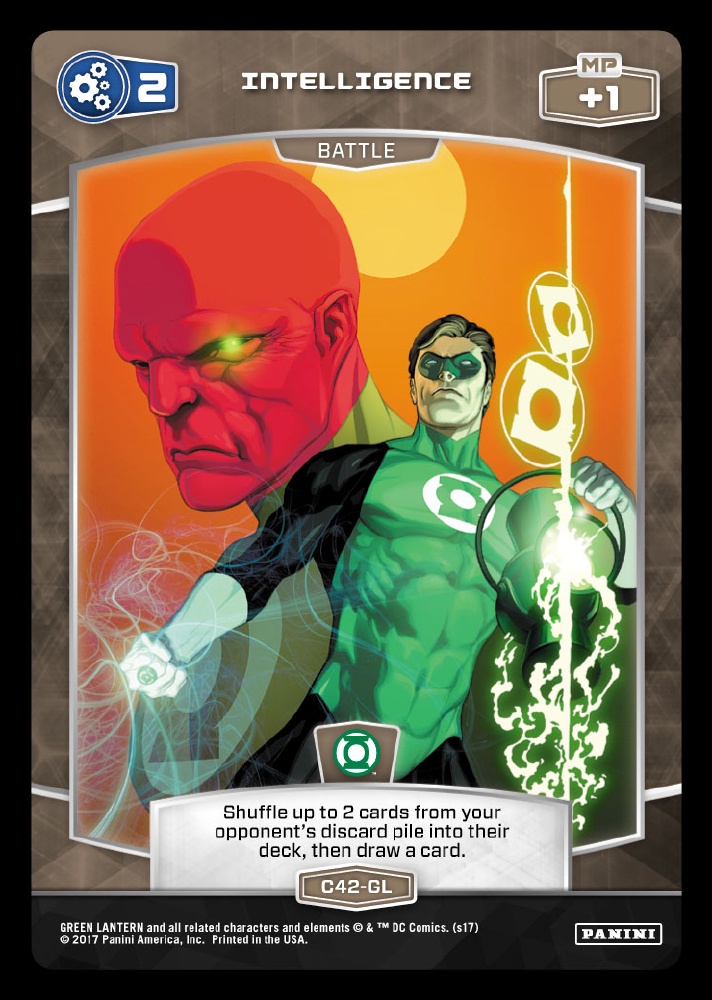 2
INTELLIGENCE
MP
+1
BATTLE
Shuffle up to 2 cards from your
opponent's discard pile into their
deck, then draw a card.
C42-GL
GREEN LANTERN and all related characters and elements © & ™ DC Comics. (s17)
© 2017 Panini America, Inc. Printed in the USA.
PANINI